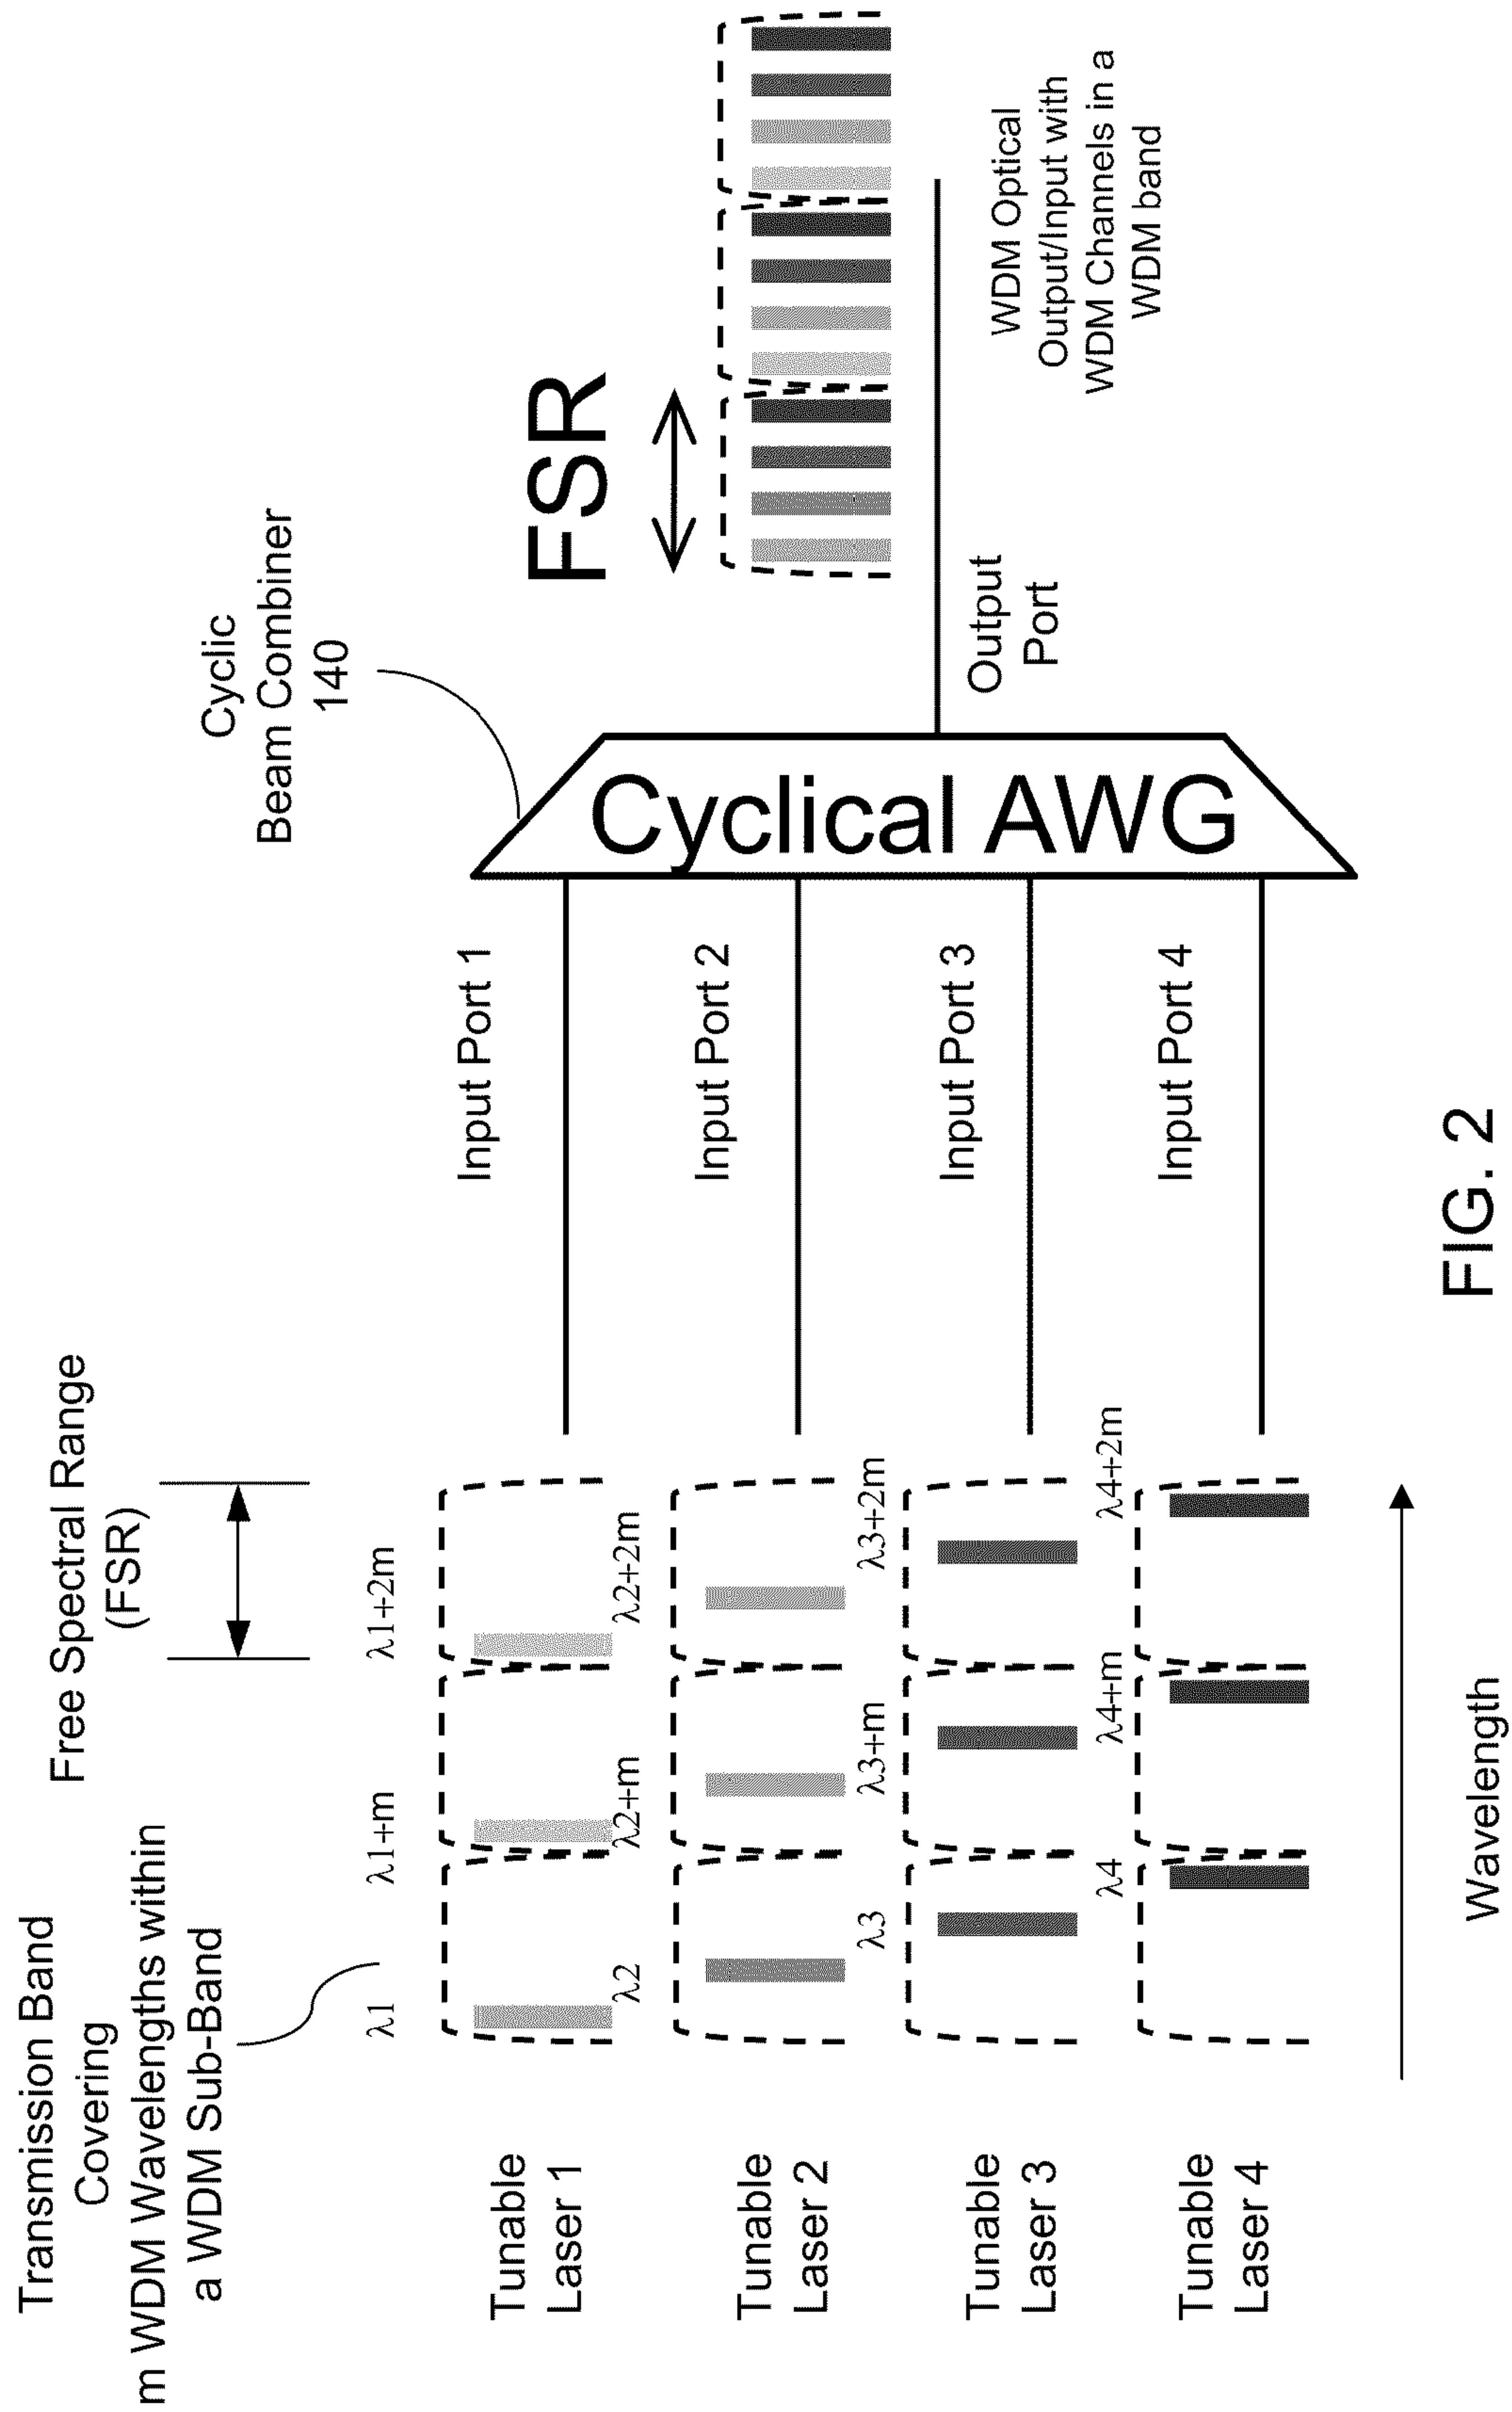 Transmission Band
Covering
m WDM Wavelengths within
a WDM Sub-Band
Free Spectral Range
(FSR)
Cyclic
Beam Combiner
140
λ1
λ1+m
λ1+2m
Tunable
Laser 1
Input Port 1
λ2
λ2+m
λ2+2m
Tunable
Laser 2
Input Port 2
λ3
λ3+m
λ3+2m
Tunable
Laser 3
Input Port 3
λ4
λ4+m
λ4+2m
Tunable
Laser 4
Input Port 4
Cyclical AWG
FSR
Output
Port
WDM Optical
Output/Input with
WDM Channels in a
WDM band
Wavelength
FIG. 2